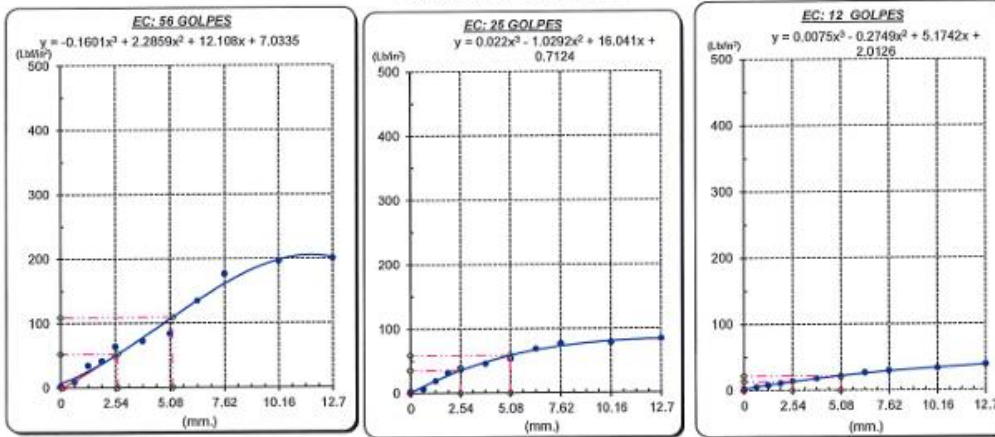 EC: 56 GOLPES
y = -0.1601x³ + 2.2859x² + 12.108x + 7.0335
(Lb/in²)
500
400
300
200
100
0
0 2.54 5.08 7.62 10.16 12.7
(mm.)
EC: 25 GOLPES
y = 0.022x³ - 1.0292x² + 16.041x +
0.7124
(Lb/in²)
500
400
300
200
100
0
0 2.54 5.08 7.62 10.16 12.7
(mm.)
EC: 12 GOLPES
y = 0.0075x³ - 0.2749x² + 5.1742x +
2.0126
(Lb/in²)
500
400
300
200
100
0
0 2.54 5.08 7.62 10.16 12.7
(mm.)